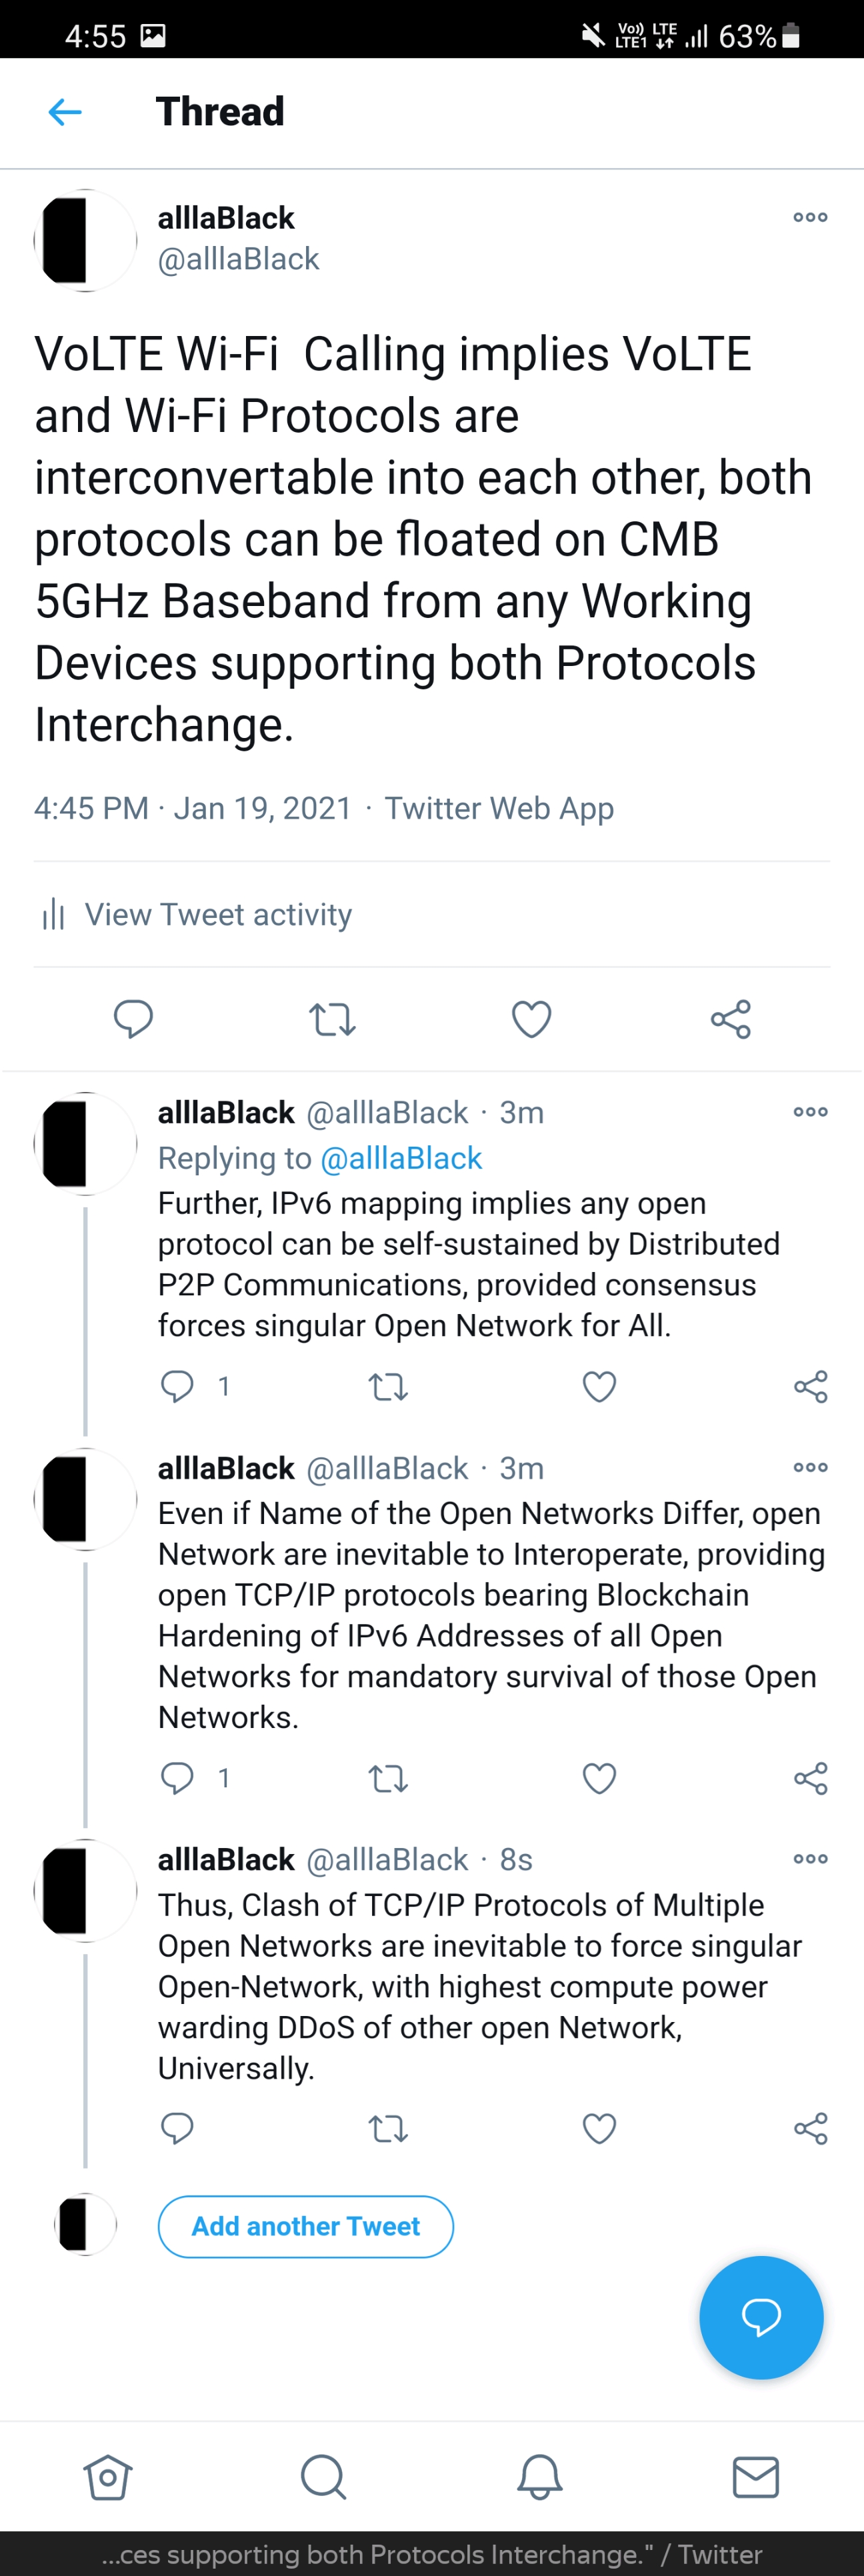 4:55
Vo)) LTE
LTE1
63%
Thread
alllaBlack
@alllaBlack
VoLTE Wi-Fi  Calling implies VoLTE
and Wi-Fi Protocols are
interconvertable into each other, both
protocols can be floated on CMB
5GHz Baseband from any Working
Devices supporting both Protocols
Interchange.
4:45 PM · Jan 19, 2021 · Twitter Web App
View Tweet activity
alllaBlack @alllaBlack · 3m
Replying to @alllaBlack
Further, IPv6 mapping implies any open
protocol can be self-sustained by Distributed
P2P Communications, provided consensus
forces singular Open Network for All.
1
alllaBlack @alllaBlack · 3m
Even if Name of the Open Networks Differ, open
Network are inevitable to Interoperate, providing
open TCP/IP protocols bearing Blockchain
Hardening of IPv6 Addresses of all Open
Networks for mandatory survival of those Open
Networks.
1
alllaBlack @alllaBlack · 8s
Thus, Clash of TCP/IP Protocols of Multiple
Open Networks are inevitable to force singular
Open-Network, with highest compute power
warding DDoS of other open Network,
Universally.
Add another Tweet
...ces supporting both Protocols Interchange." / Twitter